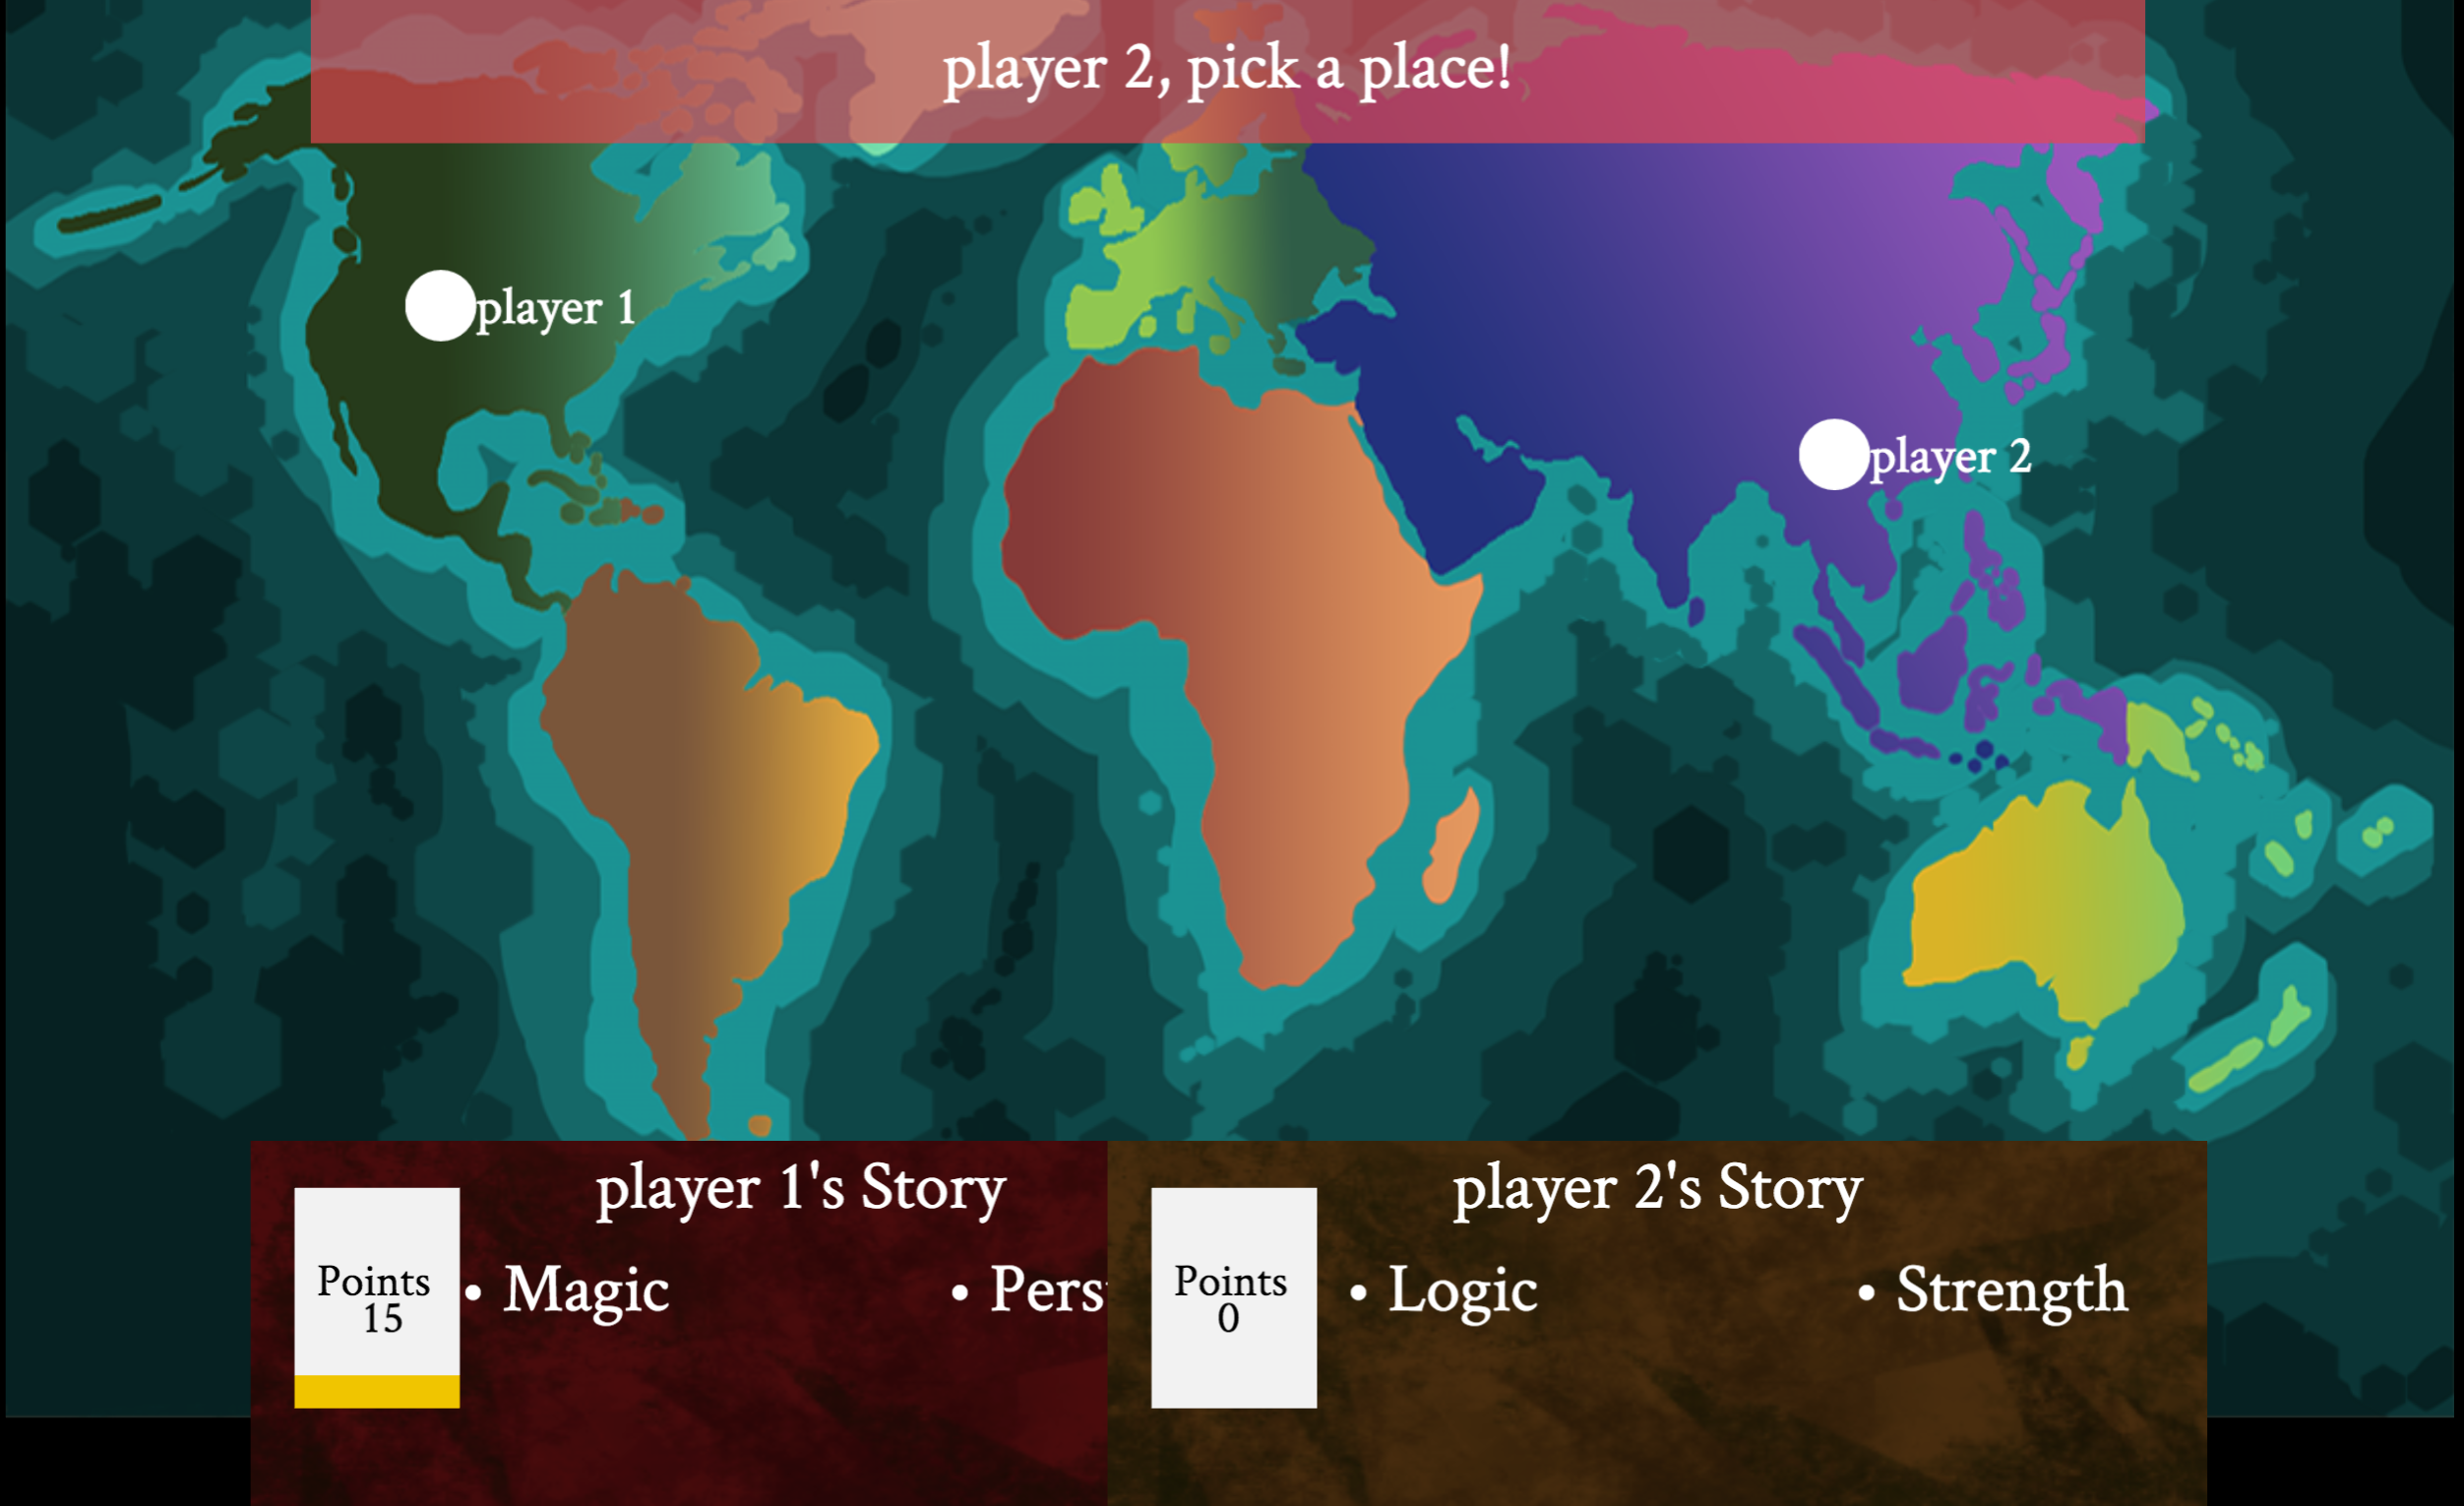 player 2, pick a place!
player 1
player 2
player 1's Story
Points
15
• Magic
• Pers
player 2's Story
Points
0
• Logic
• Strength